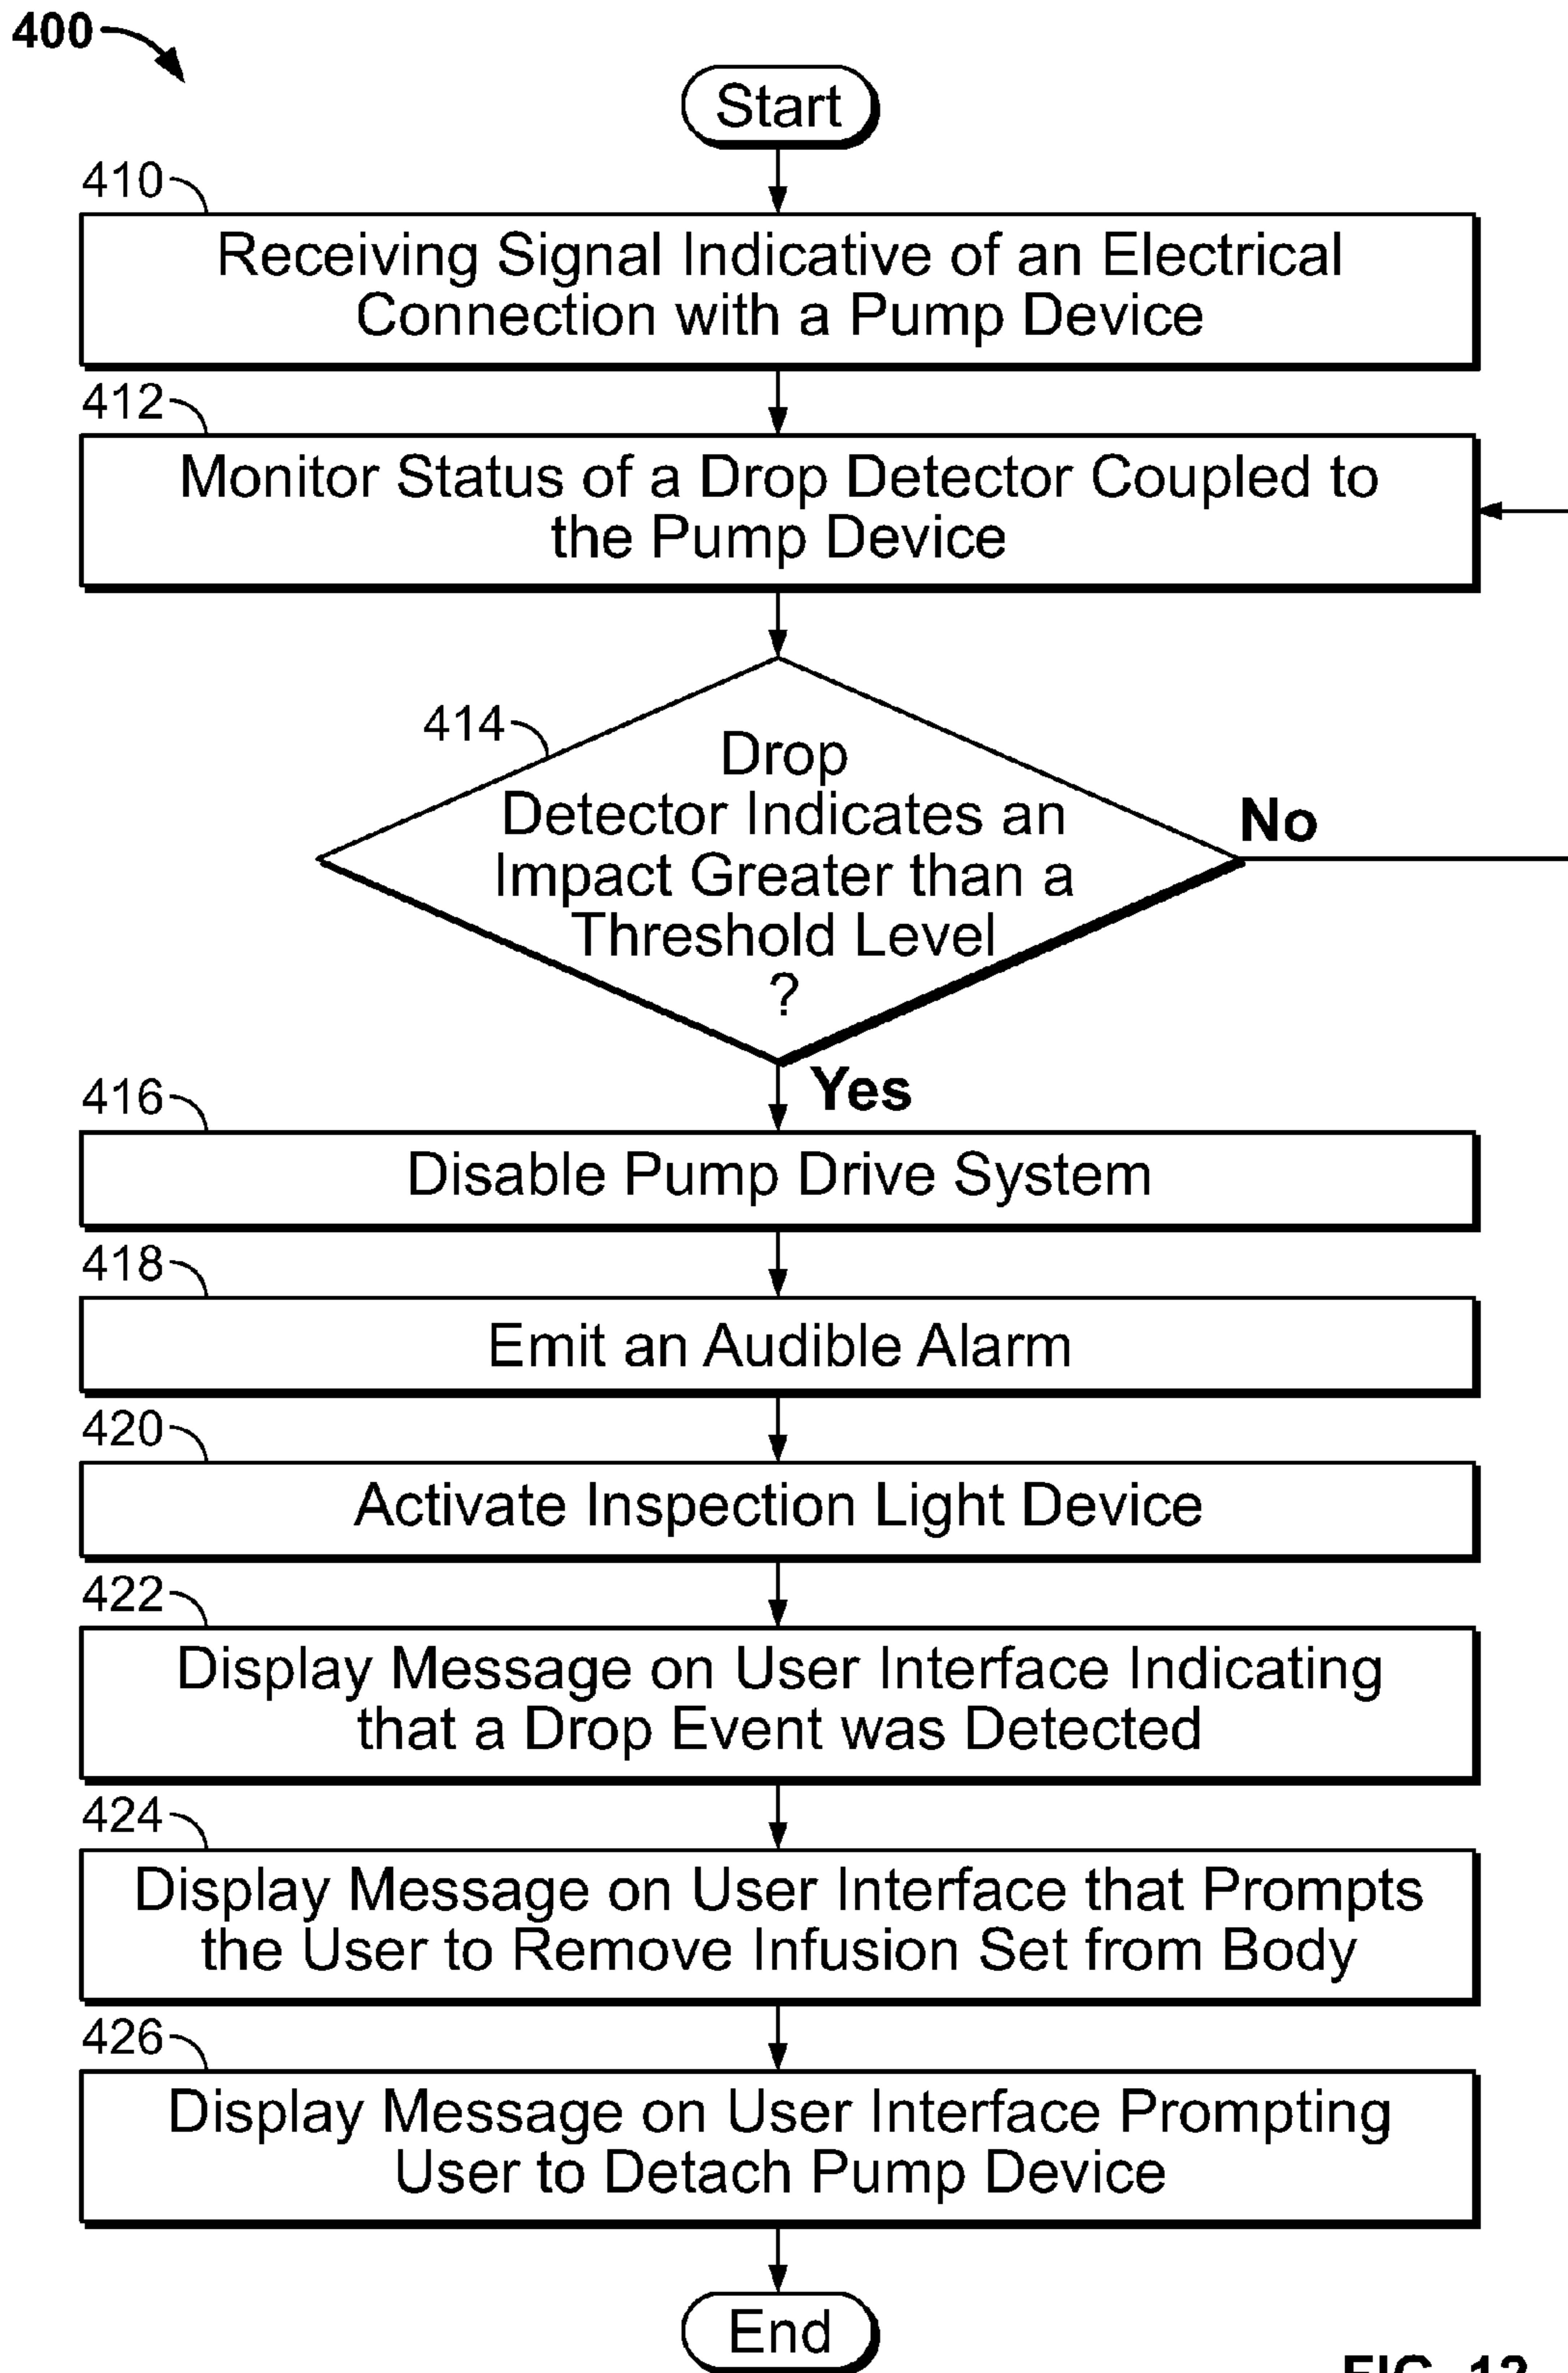 400
Start
410
Receiving Signal Indicative of an Electrical
Connection with a Pump Device
412
Monitor Status of a Drop Detector Coupled to
the Pump Device
414
Drop
Detector Indicates an
Impact Greater than a
Threshold Level
?
No
Yes
416
Disable Pump Drive System
418
Emit an Audible Alarm
420
Activate Inspection Light Device
422
Display Message on User Interface Indicating
that a Drop Event was Detected
424
Display Message on User Interface that Prompts
the User to Remove Infusion Set from Body
426
Display Message on User Interface Prompting
User to Detach Pump Device
End
FIG. 12